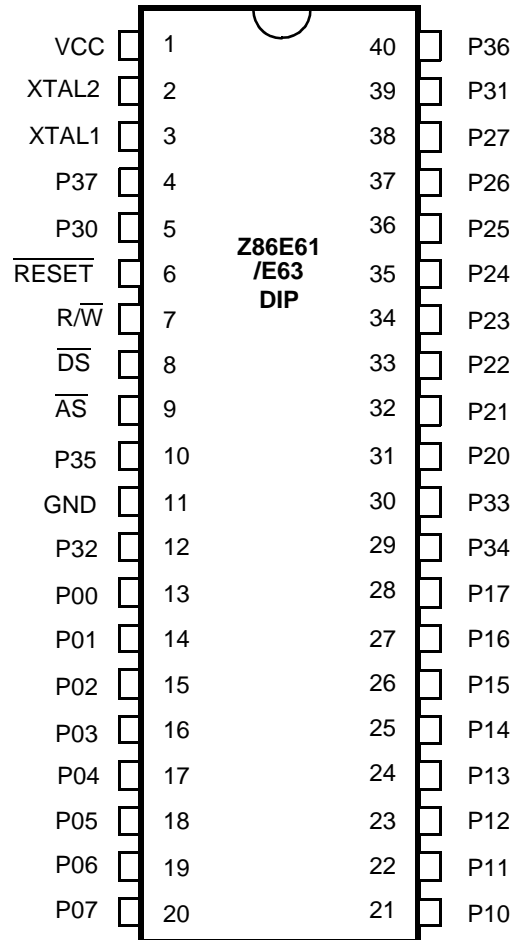 VCC 1 40 P36
XTAL2 2 39 P31
XTAL1 3 38 P27
P37 4 37 P26
P30 5 36 P25
Z86E61
/E63
DIP
R̅E̅S̅E̅T̅ 6 35 P24
R/W̅ 7 34 P23
D̅S̅ 8 33 P22
A̅S̅ 9 32 P21
P35 10 31 P20
GND 11 30 P33
P32 12 29 P34
P00 13 28 P17
P01 14 27 P16
P02 15 26 P15
P03 16 25 P14
P04 17 24 P13
P05 18 23 P12
P06 19 22 P11
P07 20 21 P10